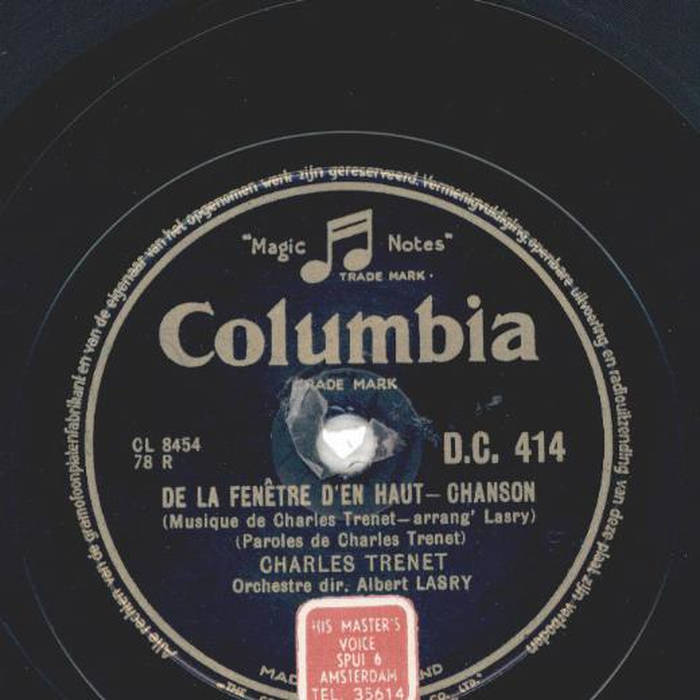 Alle rechten van de gramofoonplatenfabrikant en van de eigenaar van het opgenomen werk zijn gereserveerd. Vermenigvuldiging, openbare uitvoering en radiouitzending van deze plaat zijn verboden
"Magic Notes"
TRADE MARK.
Columbia
RADE MARK
CL 8454
78 R
D.C. 414
DE LA FENÊTRE D'EN HAUT — CHANSON
(Musique de Charles Trenet — arrang' Lasry)
(Paroles de Charles Trenet)
CHARLES TRENET
Orchestre dir. Albert LASRY
HIS MASTER'S
VOICE
SPUI 6
AMSTERDAM
TEL. 35614